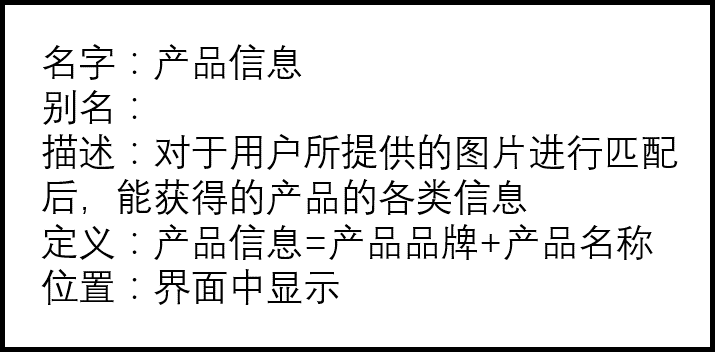 名字：产品信息
别名：
描述：对于用户所提供的图片进行匹配
后，能获得的产品的各类信息
定义：产品信息=产品品牌+产品名称
位置：界面中显示